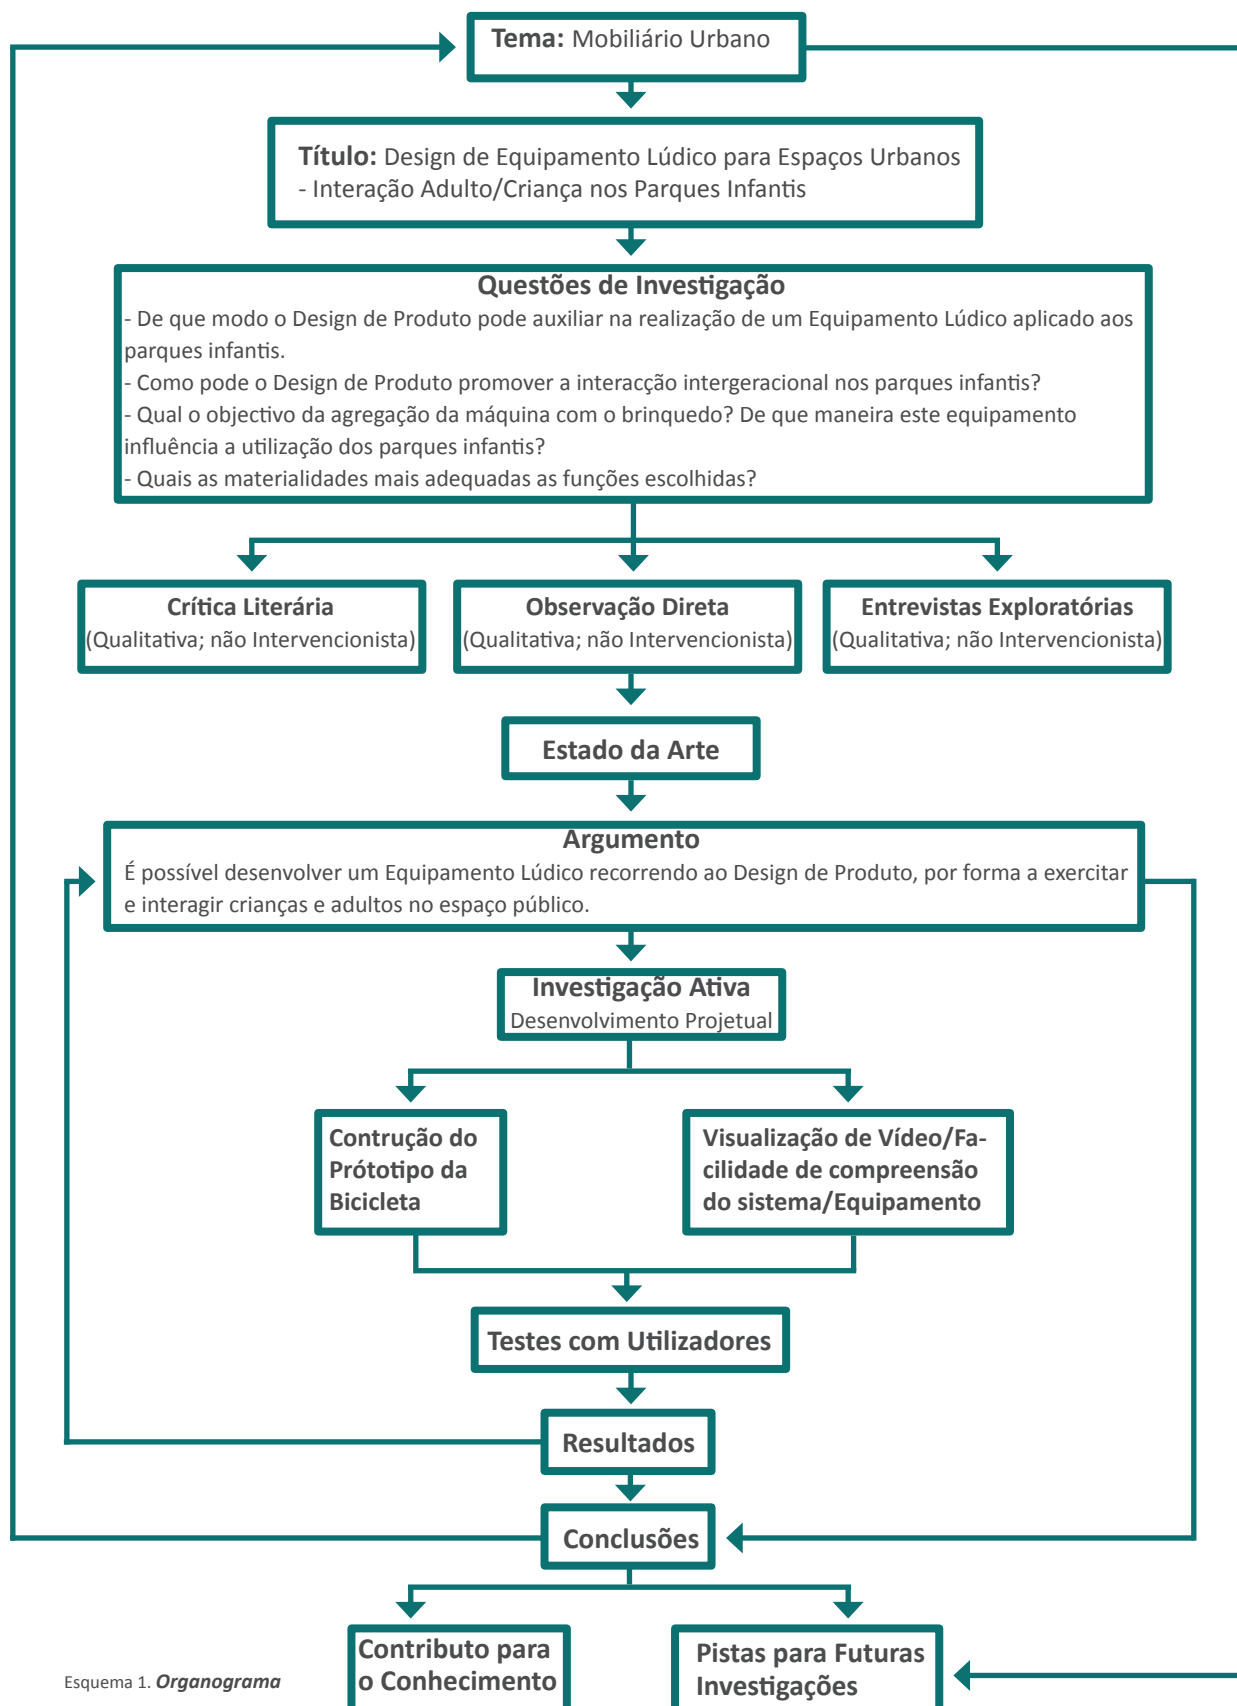 Tema: Mobiliário Urbano
Título: Design de Equipamento Lúdico para Espaços Urbanos
- Interação Adulto/Criança nos Parques Infantis
Questões de Investigação
- De que modo o Design de Produto pode auxiliar na realização de um Equipamento Lúdico aplicado aos
parques infantis.
- Como pode o Design de Produto promover a interacção intergeracional nos parques infantis?
- Qual o objectivo da agregação da máquina com o brinquedo? De que maneira este equipamento
influência a utilização dos parques infantis?
- Quais as materialidades mais adequadas as funções escolhidas?
Crítica Literária
(Qualitativa; não Intervencionista)
Observação Direta
(Qualitativa; não Intervencionista)
Entrevistas Exploratórias
(Qualitativa; não Intervencionista)
Estado da Arte
Argumento
É possível desenvolver um Equipamento Lúdico recorrendo ao Design de Produto, por forma a exercitar
e interagir crianças e adultos no espaço público.
Investigação Ativa
Desenvolvimento Projetual
Contrução do
Prótotipo da
Bicicleta
Visualização de Vídeo/Fa-
cilidade de compreensão
do sistema/Equipamento
Testes com Utilizadores
Resultados
Conclusões
Contributo para
o Conhecimento
Pistas para Futuras
Investigações
Esquema 1. Organograma